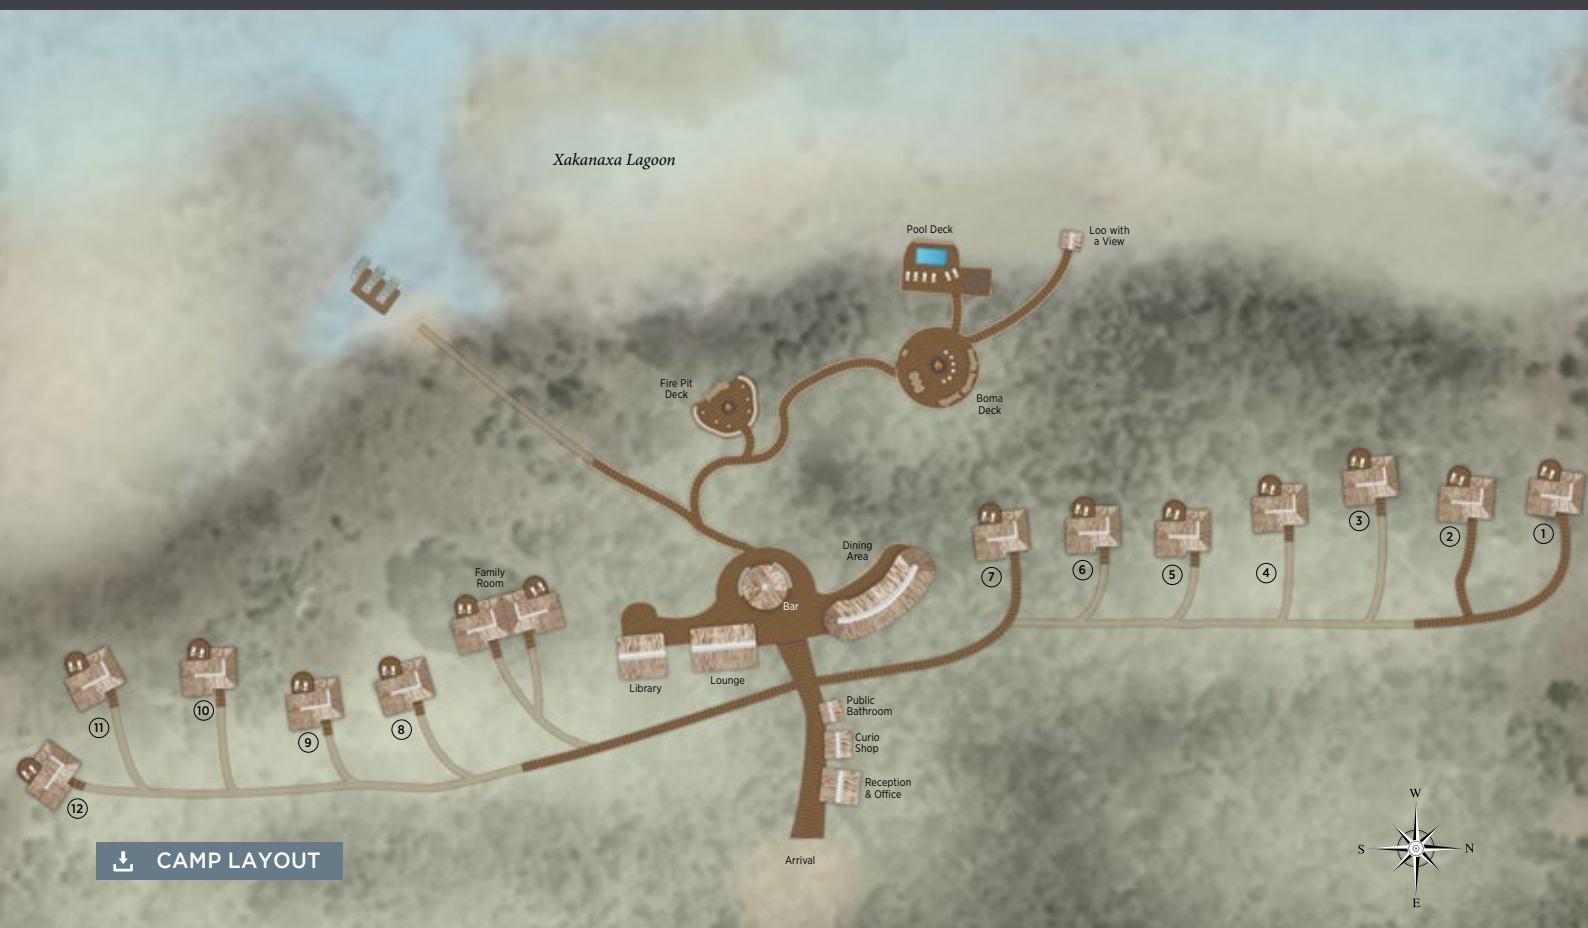 Xakanaxa Lagoon
Pool Deck
Loo with
a View
Fire Pit
Deck
Boma
Deck
Dining
Area
Family
Room
Bar
Library
Lounge
1
2
3
4
5
6
7
8
9
10
11
12
Public
Bathroom
Curio
Shop
Reception
& Office
Arrival
CAMP LAYOUT
W
S
N
E